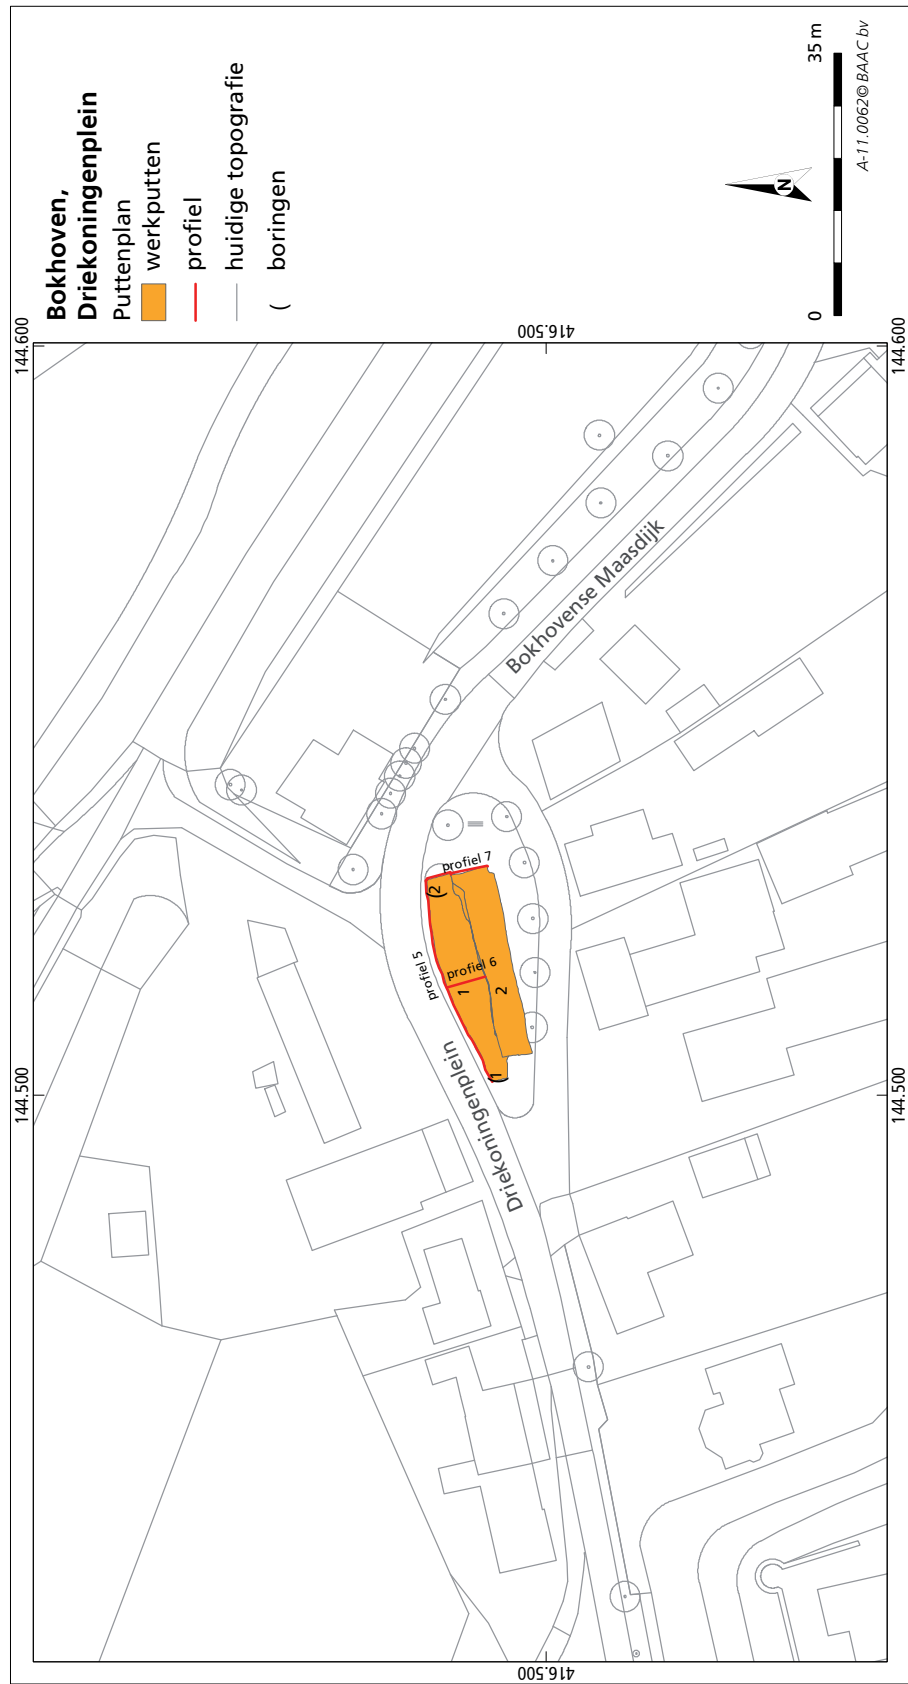 Bokhoven,
Driekoningenplein
Puttenplan
werkputten
profiel
huidige topografie
( boringen
N
0 35 m
A-11.0062© BAAC bv
144.500
144.600
416.500
416.500
144.500
144.600
Driekoningenplein
Bokhovense Maasdijk
profiel 5
profiel 6
profiel 7
1
2
(1
(2